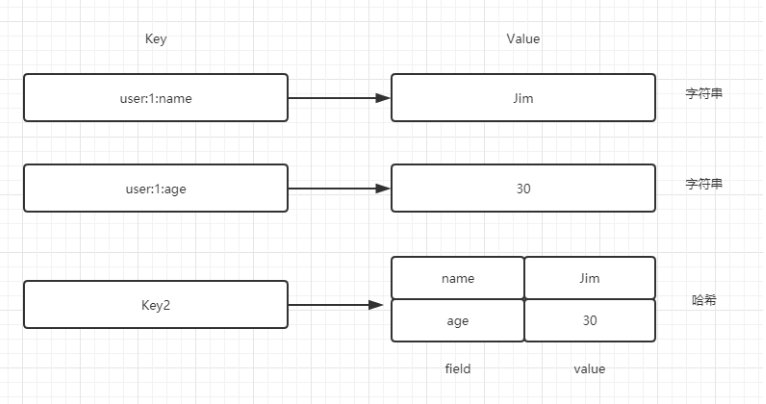 Key Value
user:1:name Jim 字符串
user:1:age 30 字符串
name Jim
Key2 哈希
age 30
field value